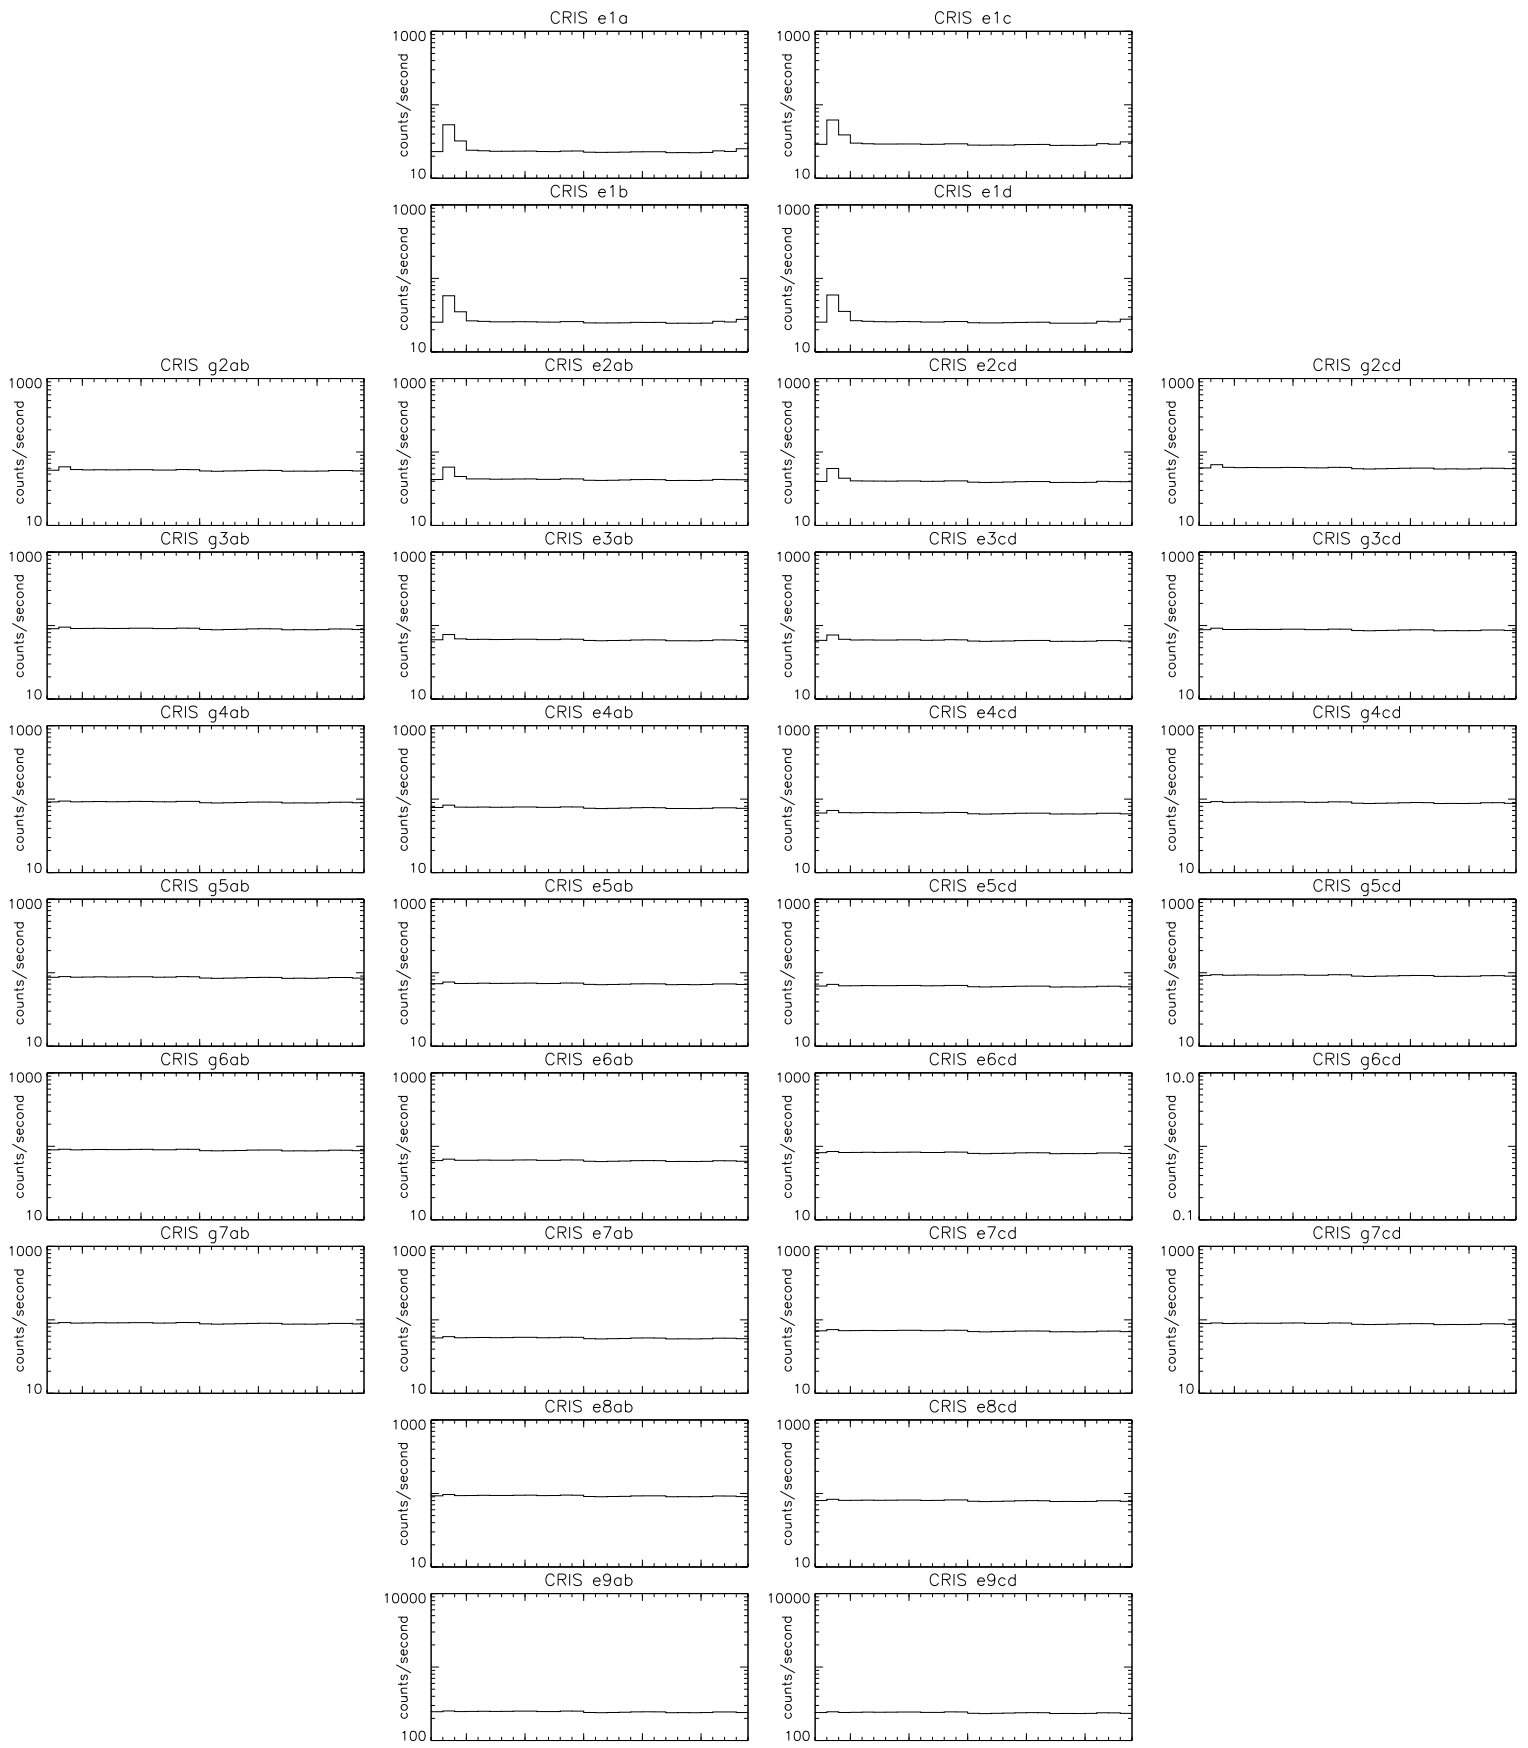 CRIS e1a
CRIS e1c
1000
counts/second
10
1000
counts/second
10
CRIS e1b
CRIS e1d
1000
counts/second
10
1000
counts/second
10
CRIS g2ab
CRIS e2ab
CRIS e2cd
CRIS g2cd
1000
counts/second
10
1000
counts/second
10
1000
counts/second
10
1000
counts/second
10
CRIS g3ab
CRIS e3ab
CRIS e3cd
CRIS g3cd
1000
counts/second
10
1000
counts/second
10
1000
counts/second
10
1000
counts/second
10
CRIS g4ab
CRIS e4ab
CRIS e4cd
CRIS g4cd
1000
counts/second
10
1000
counts/second
10
1000
counts/second
10
1000
counts/second
10
CRIS g5ab
CRIS e5ab
CRIS e5cd
CRIS g5cd
1000
counts/second
10
1000
counts/second
10
1000
counts/second
10
1000
counts/second
10
CRIS g6ab
CRIS e6ab
CRIS e6cd
CRIS g6cd
1000
counts/second
10
1000
counts/second
10
1000
counts/second
10
10.0
counts/second
0.1
CRIS g7ab
CRIS e7ab
CRIS e7cd
CRIS g7cd
1000
counts/second
10
1000
counts/second
10
1000
counts/second
10
1000
counts/second
10
CRIS e8ab
CRIS e8cd
1000
counts/second
10
1000
counts/second
10
CRIS e9ab
CRIS e9cd
10000
counts/second
100
10000
counts/second
100